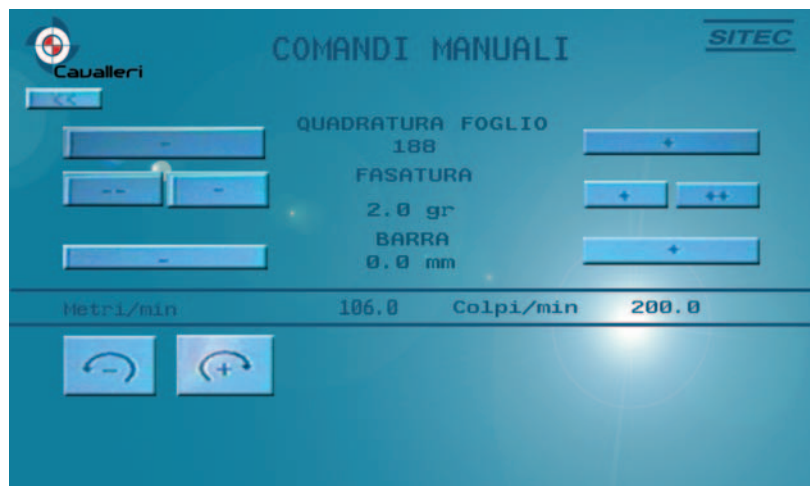 Cavalleri
COMANDI MANUALI
SITEC
<<
QUADRATURA FOGLIO
- 188 +
FASATURA
-- - + ++
2.0 gr
BARRA
- 0.0 mm +
Metri/min 106.0 Colpi/min 200.0
- +